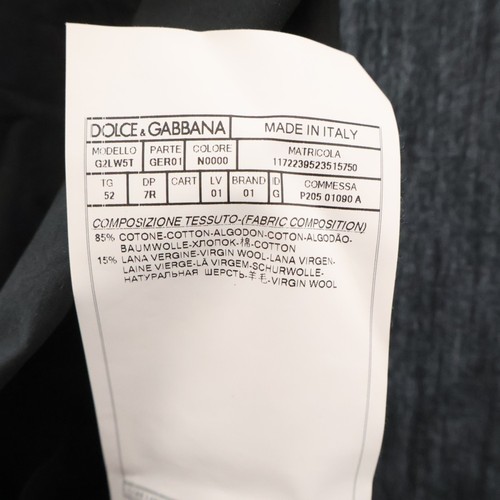 DOLCE & GABBANA MADE IN ITALY
MODELLO PARTE COLORE MATRICOLA
G2LW5T GER01 N0000 1172239523515750
TG DP CART LV BRAND ID COMMESSA
52 7R 01 01 G P205 01090 A
COMPOSIZIONE TESSUTO-(FABRIC COMPOSITION)
85% COTONE-COTTON-ALGODON-COTON-ALGODÃO-
BAUMWOLLE-ХЛОПОК-棉-COTTON
15% LANA VERGINE-VIRGIN WOOL-LANA VIRGEN-
LAINE VIERGE-LÀ VIRGEM-SCHURWOLLE-
НАТУРАЛЬНАЯ ШЕРСТЬ-羊毛-VIRGIN WOOL